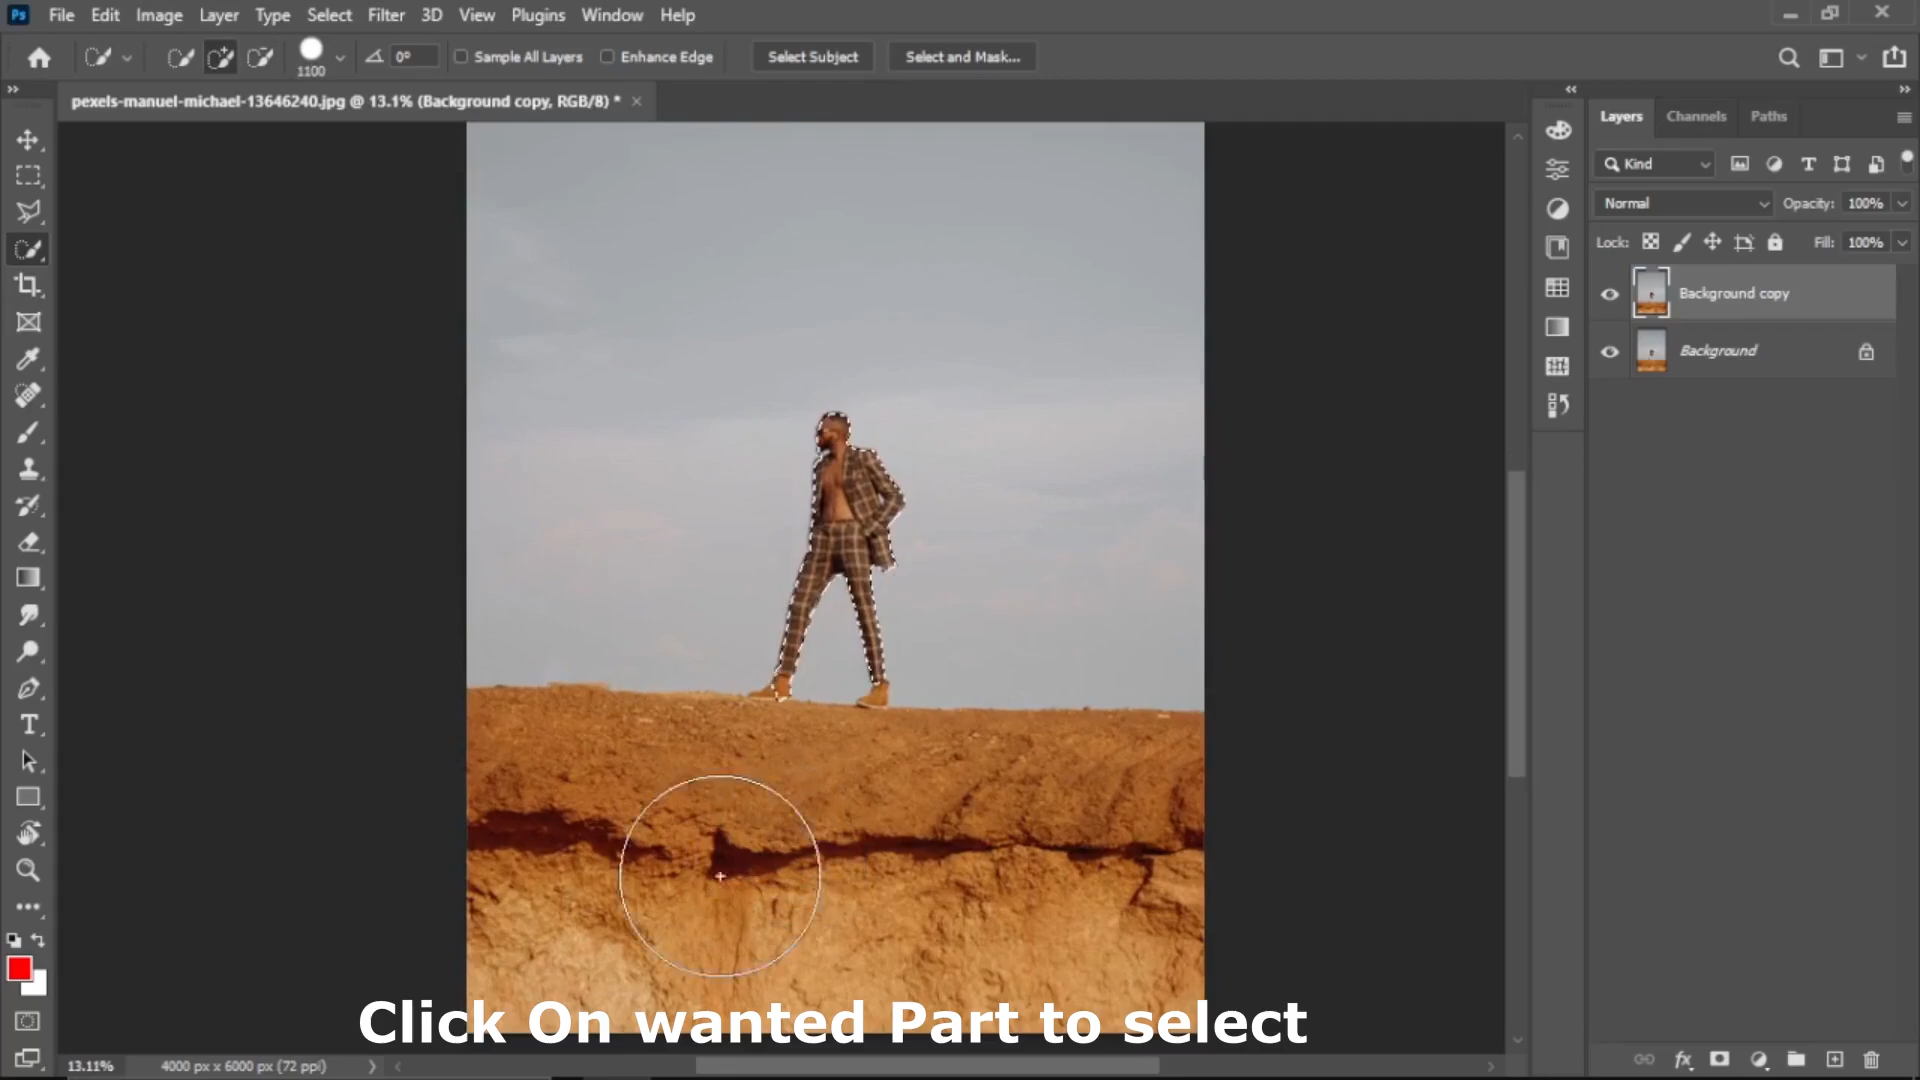 Ps File Edit Image Layer Type Select Filter 3D View Plugins Window Help
1100 0° Sample All Layers Enhance Edge Select Subject Select and Mask...
pexels-manuel-michael-13646240.jpg @ 13.1% (Background copy, RGB/8) *
Layers Channels Paths
Kind
Normal Opacity: 100%
Lock: Fill: 100%
Background copy
Background
Click On wanted Part to select
13.11% 4000 px x 6000 px (72 ppi)